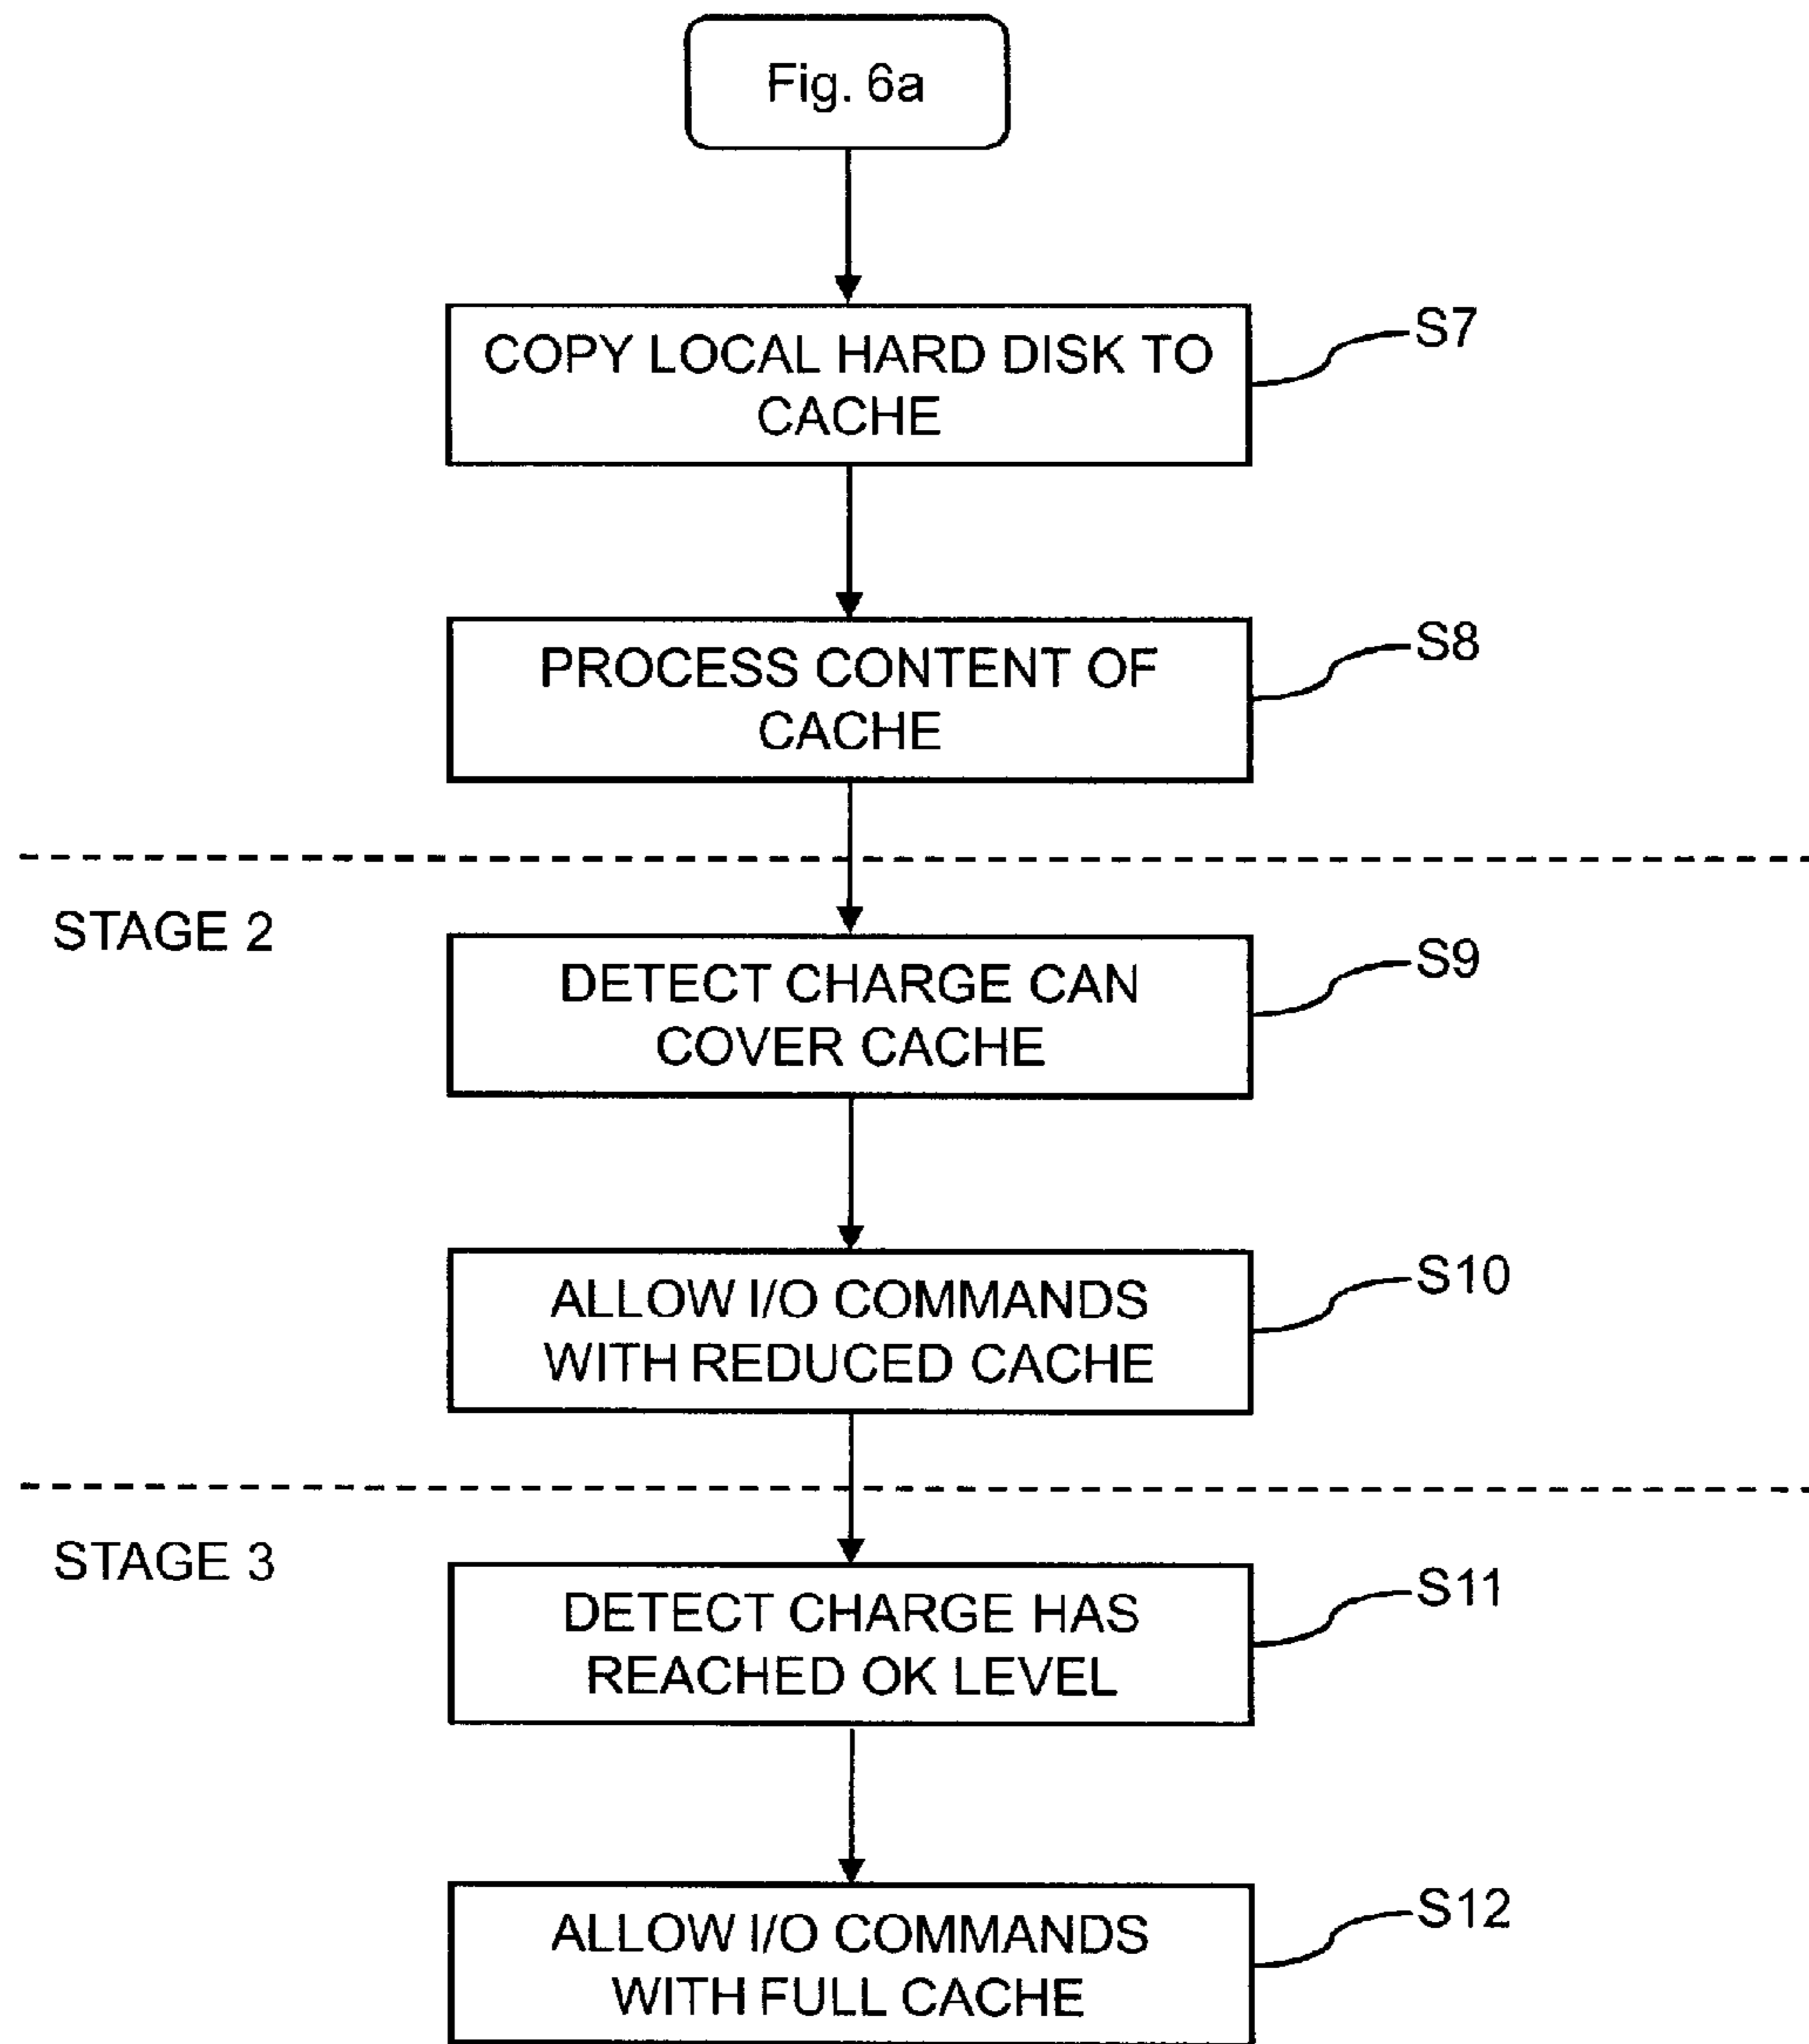 Fig. 6a
COPY LOCAL HARD DISK TO
CACHE
S7
PROCESS CONTENT OF
CACHE
S8
STAGE 2
DETECT CHARGE CAN
COVER CACHE
S9
ALLOW I/O COMMANDS
WITH REDUCED CACHE
S10
STAGE 3
DETECT CHARGE HAS
REACHED OK LEVEL
S11
ALLOW I/O COMMANDS
WITH FULL CACHE
S12